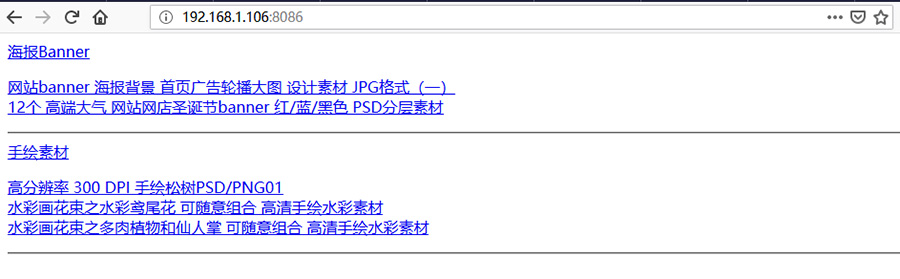 192.168.1.106:8086
海报Banner
网站banner 海报背景 首页广告轮播大图 设计素材 JPG格式（一）
12个 高端大气 网站网店圣诞节banner 红/蓝/黑色 PSD分层素材
手绘素材
高分辨率 300 DPI 手绘松树PSD/PNG01
水彩画花束之水彩鸢尾花 可随意组合 高清手绘水彩素材
水彩画花束之多肉植物和仙人掌 可随意组合 高清手绘水彩素材